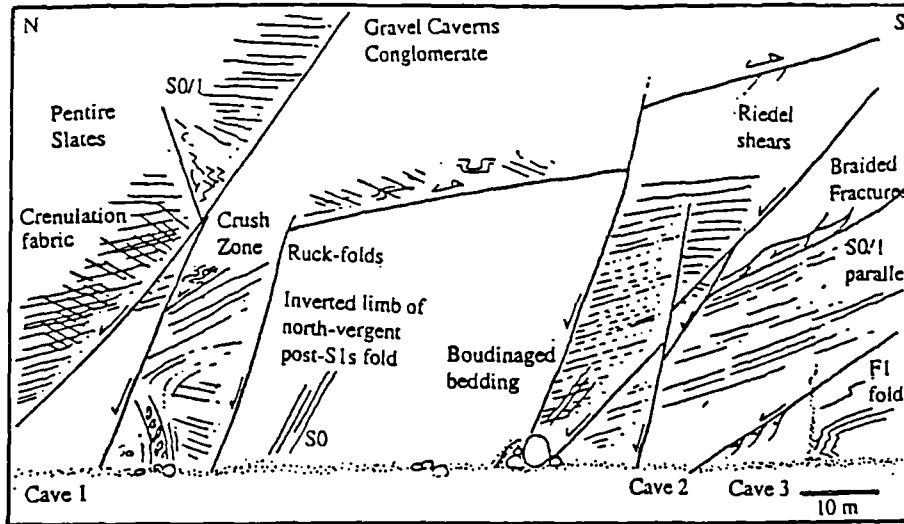 N
Gravel Caverns
Conglomerate
S
S0/1
Pentire
Slates
Riedel
shears
Braided
Fractures
Crenulation
fabric
Crush
Zone
S0/1
parallel
Ruck-folds
Inverted limb of
north-vergent
post-S1s fold
Boudinaged
bedding
F1
fold
S0
Cave 1
Cave 2
Cave 3
10 m